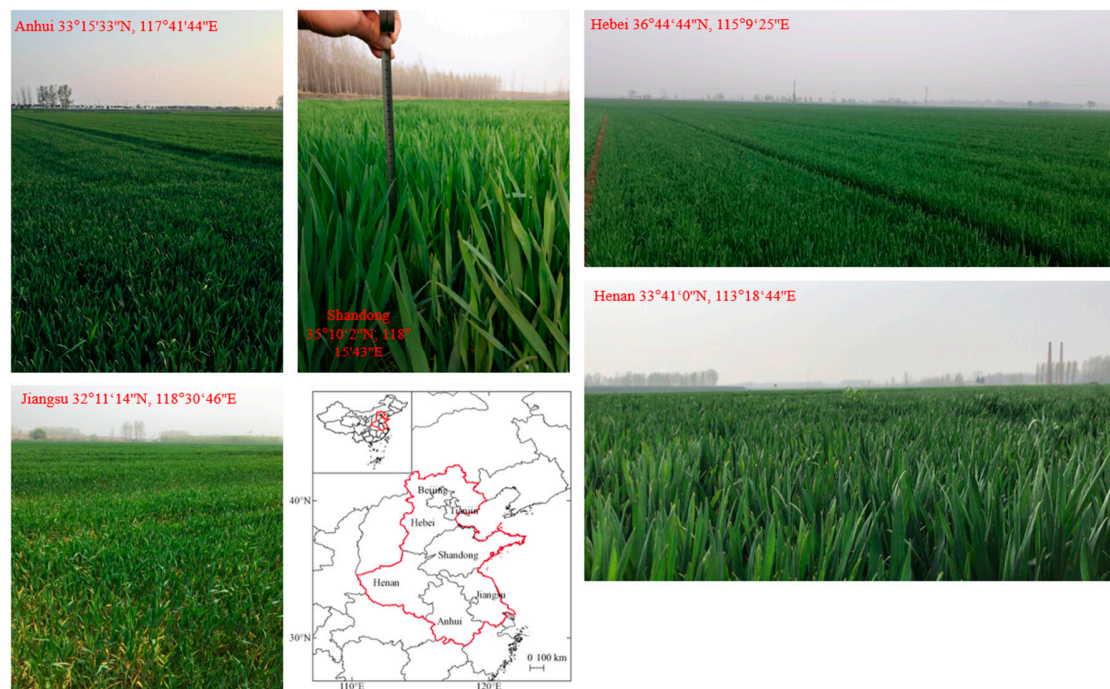 Anhui 33°15'33"N, 117°41'44"E
Hebei 36°44'44"N, 115°9'25"E
Shandong
35°10'2"N, 118°
15'43"E
Henan 33°41'0"N, 113°18'44"E
Jiangsu 32°11'14"N, 118°30'46"E
40°N
Beijing
Tianjin
Hebei
Shandong
Henan
Jiangsu
Anhui
30°N
0 100 km
110°E
120°E